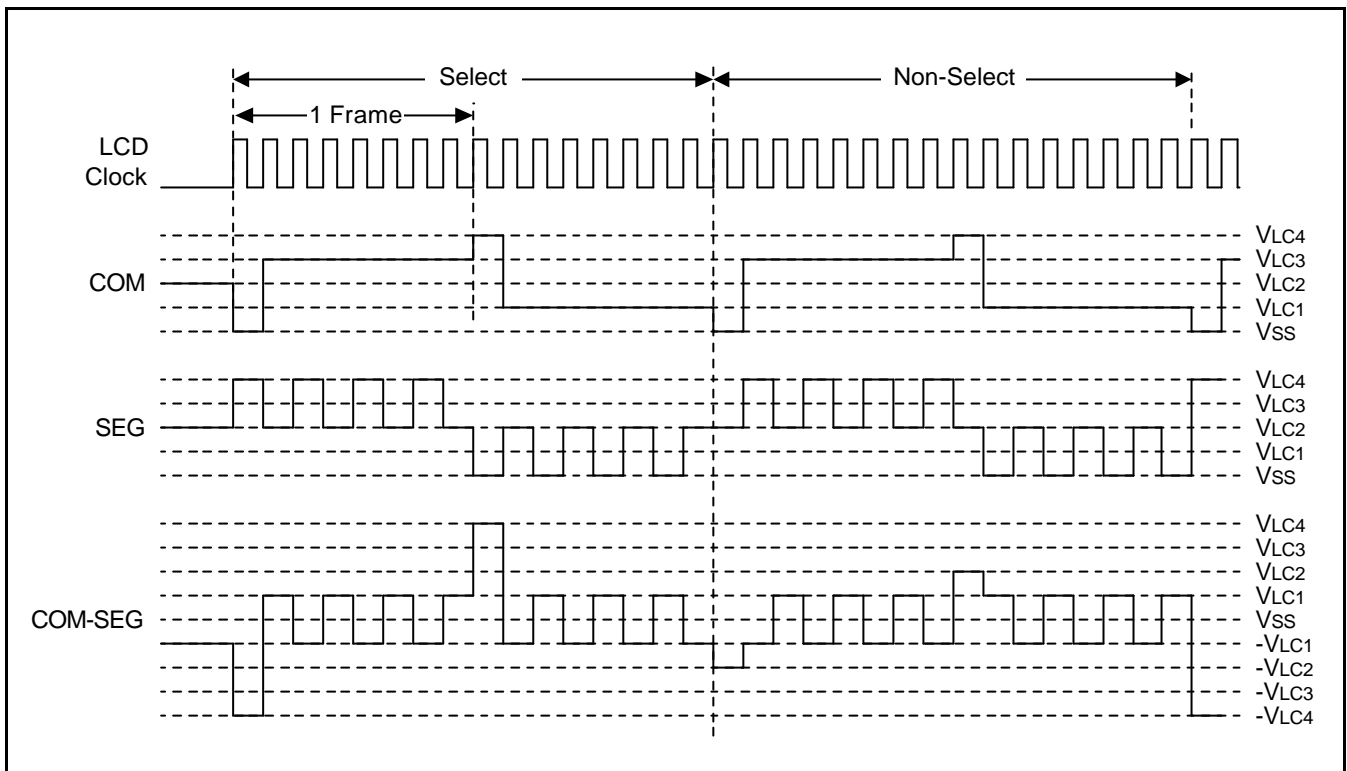 Select
Non-Select
1 Frame
LCD
Clock
COM
VLC4
VLC3
VLC2
VLC1
VSS
SEG
VLC4
VLC3
VLC2
VLC1
VSS
COM-SEG
VLC4
VLC3
VLC2
VLC1
VSS
-VLC1
-VLC2
-VLC3
-VLC4